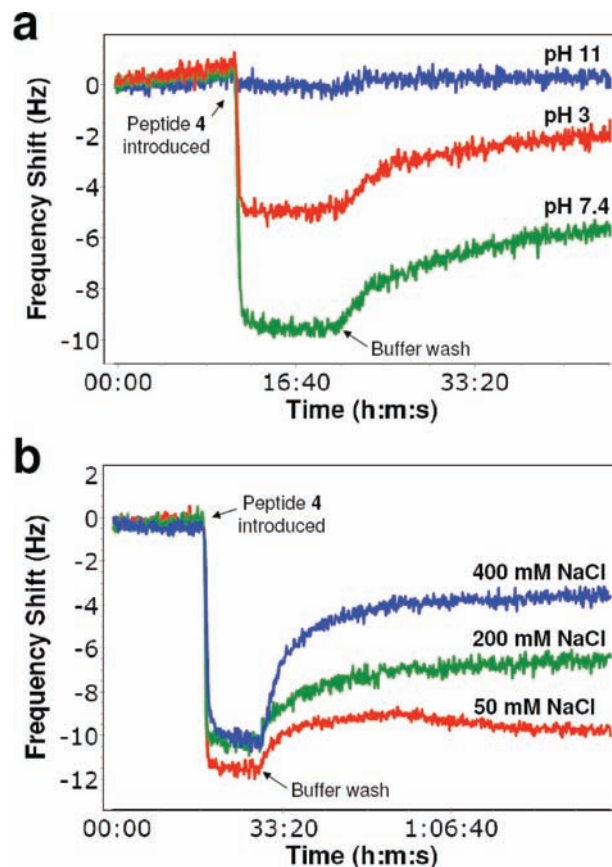 a
Frequency Shift (Hz)
0
-2
-4
-6
-8
-10
pH 11
Peptide 4
introduced
pH 3
pH 7.4
Buffer wash
00:00
16:40
33:20
Time (h:m:s)
b
Frequency Shift (Hz)
2
0
-2
-4
-6
-8
-10
-12
Peptide 4
introduced
400 mM NaCl
200 mM NaCl
50 mM NaCl
Buffer wash
00:00
33:20
1:06:40
Time (h:m:s)